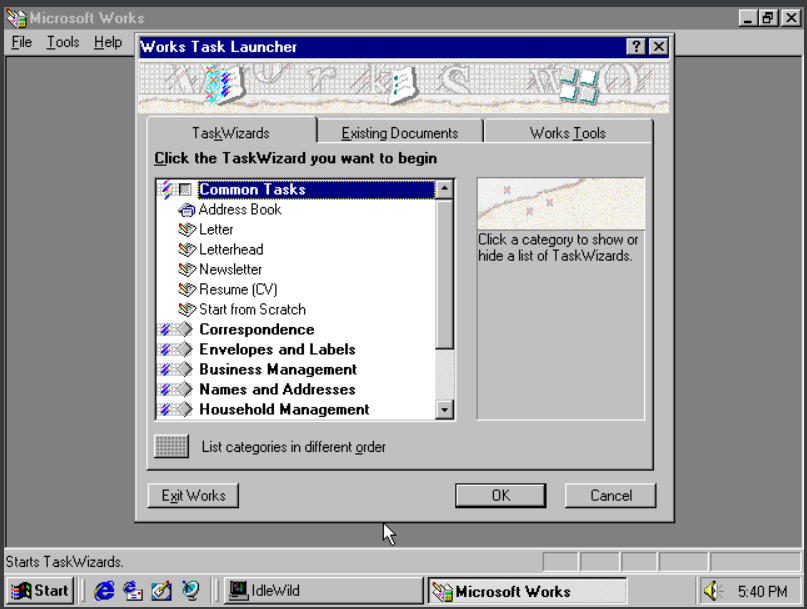 Microsoft Works
File Tools Help
Works Task Launcher
TaskWizards Existing Documents Works Tools
Click the TaskWizard you want to begin
Common Tasks
Address Book
Letter
Letterhead
Newsletter
Resume (CV)
Start from Scratch
Correspondence
Envelopes and Labels
Business Management
Names and Addresses
Household Management
Click a category to show or
hide a list of TaskWizards.
List categories in different order
Exit Works OK Cancel
Starts TaskWizards.
Start IdleWild Microsoft Works 5:40 PM